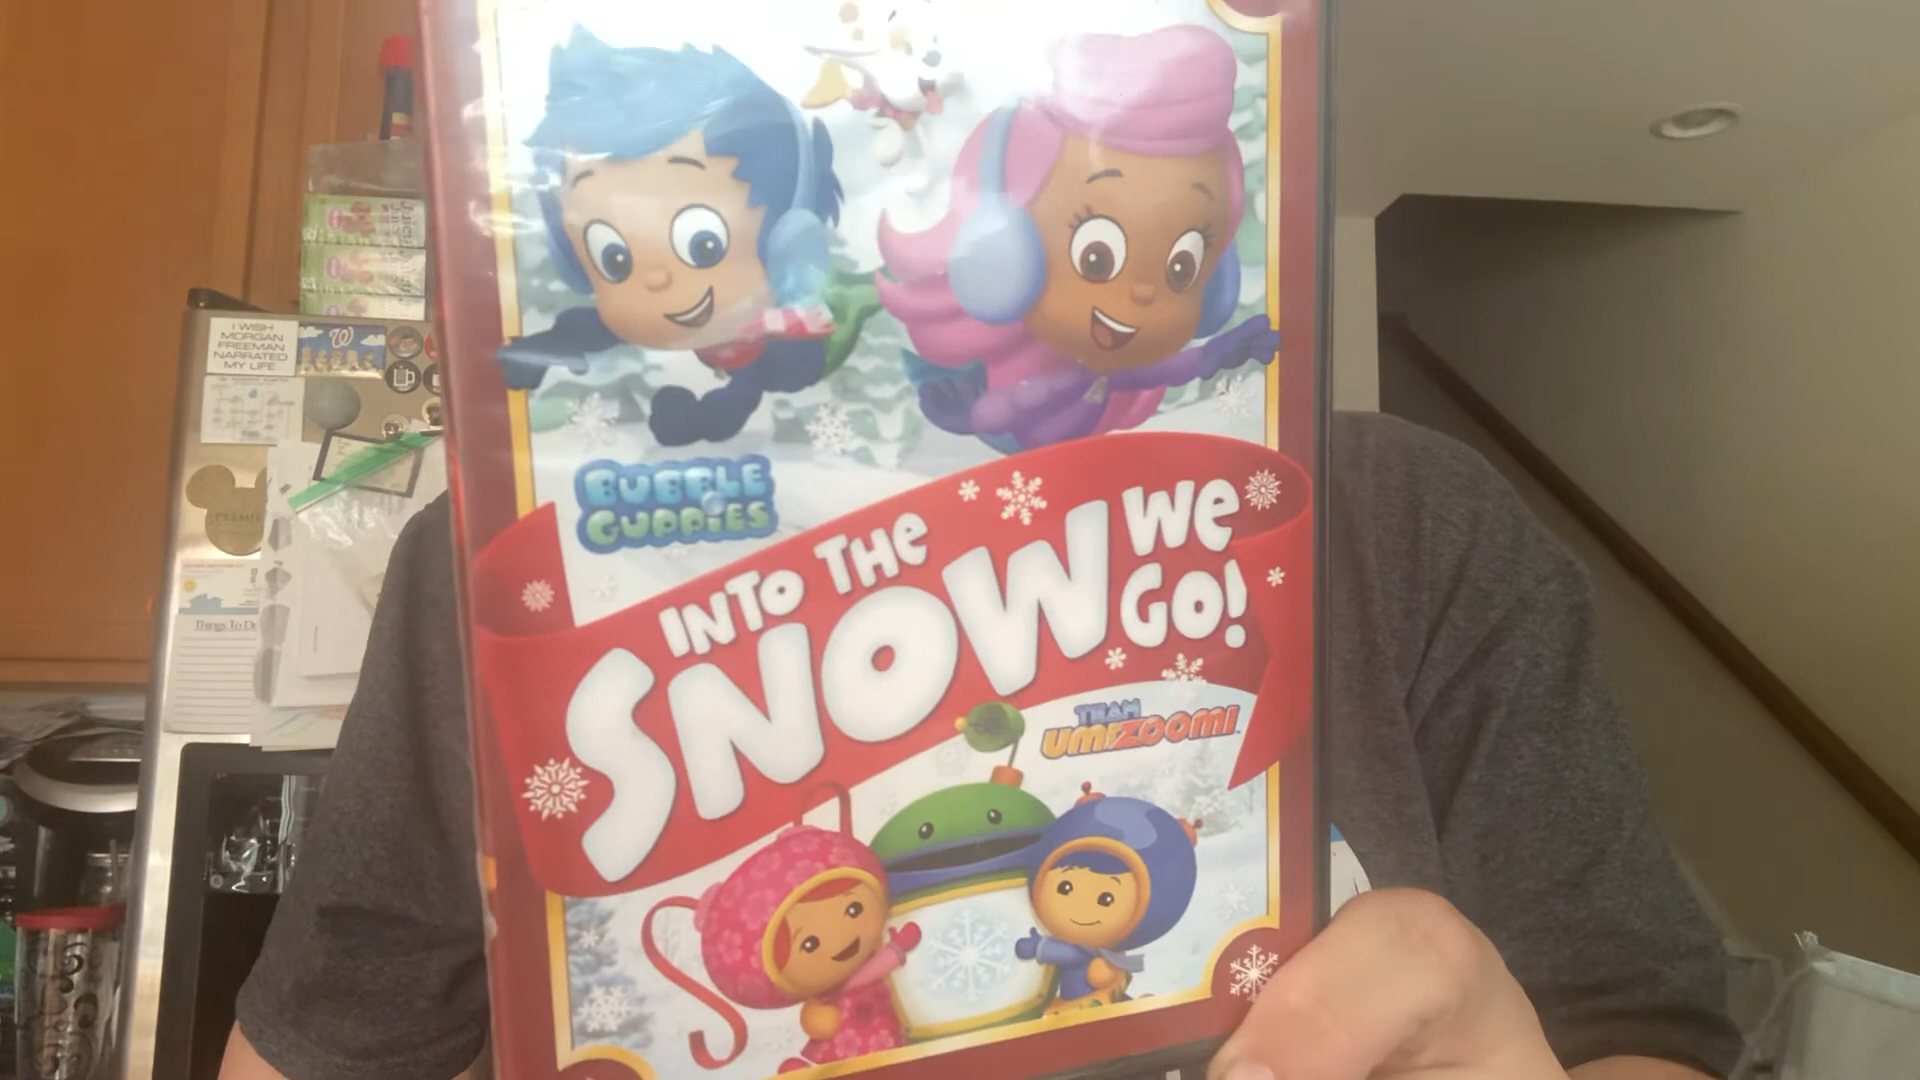 I WISH
MORGAN
FREEMAN
NARRATED
MY LIFE
W
Things To Do
BUBBLE
GUPPIES
INTO THE
SNOW WE
GO!
TEAM
UMIZOOMI